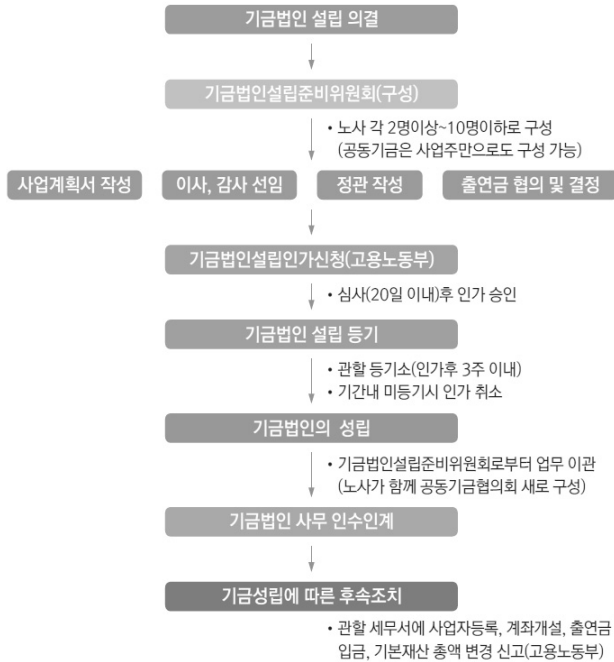 기금법인 설립 의결
기금법인설립준비위원회(구성)
• 노사 각 2명이상~10명이하로 구성
(공동기금은 사업주만으로도 구성 가능)
사업계획서 작성
이사, 감사 선임
정관 작성
출연금 협의 및 결정
기금법인설립인가신청(고용노동부)
• 심사(20일 이내)후 인가 승인
기금법인 설립 등기
• 관할 등기소(인가후 3주 이내)
• 기간내 미등기시 인가 취소
기금법인의 성립
• 기금법인설립준비위원회로부터 업무 이관
(노사가 함께 공동기금협의회 새로 구성)
기금법인 사무 인수인계
기금성립에 따른 후속조치
• 관할 세무서에 사업자등록, 계좌개설, 출연금
입금, 기본재산 총액 변경 신고(고용노동부)